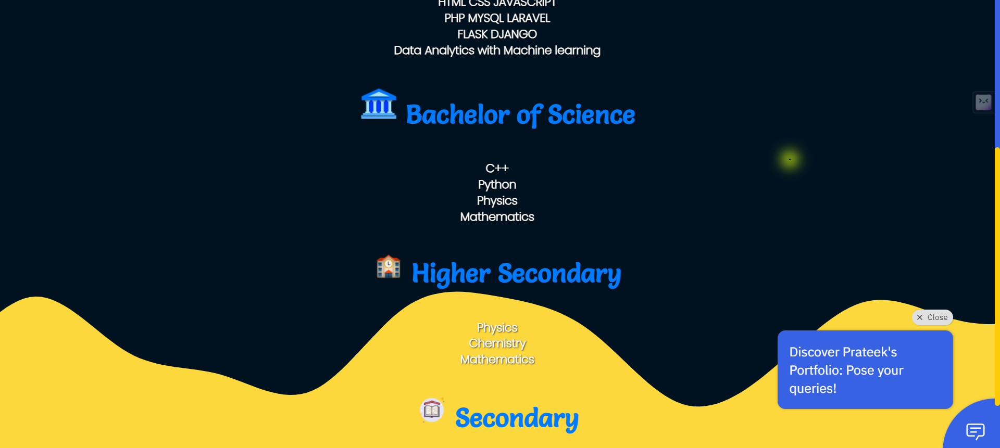 HTML CSS JAVASCRIPT
PHP MYSQL LARAVEL
FLASK DJANGO
Data Analytics with Machine learning
Bachelor of Science
C++
Python
Physics
Mathematics
Higher Secondary
Physics
Chemistry
Mathematics
Secondary
Close
Discover Prateek's
Portfolio: Pose your
queries!